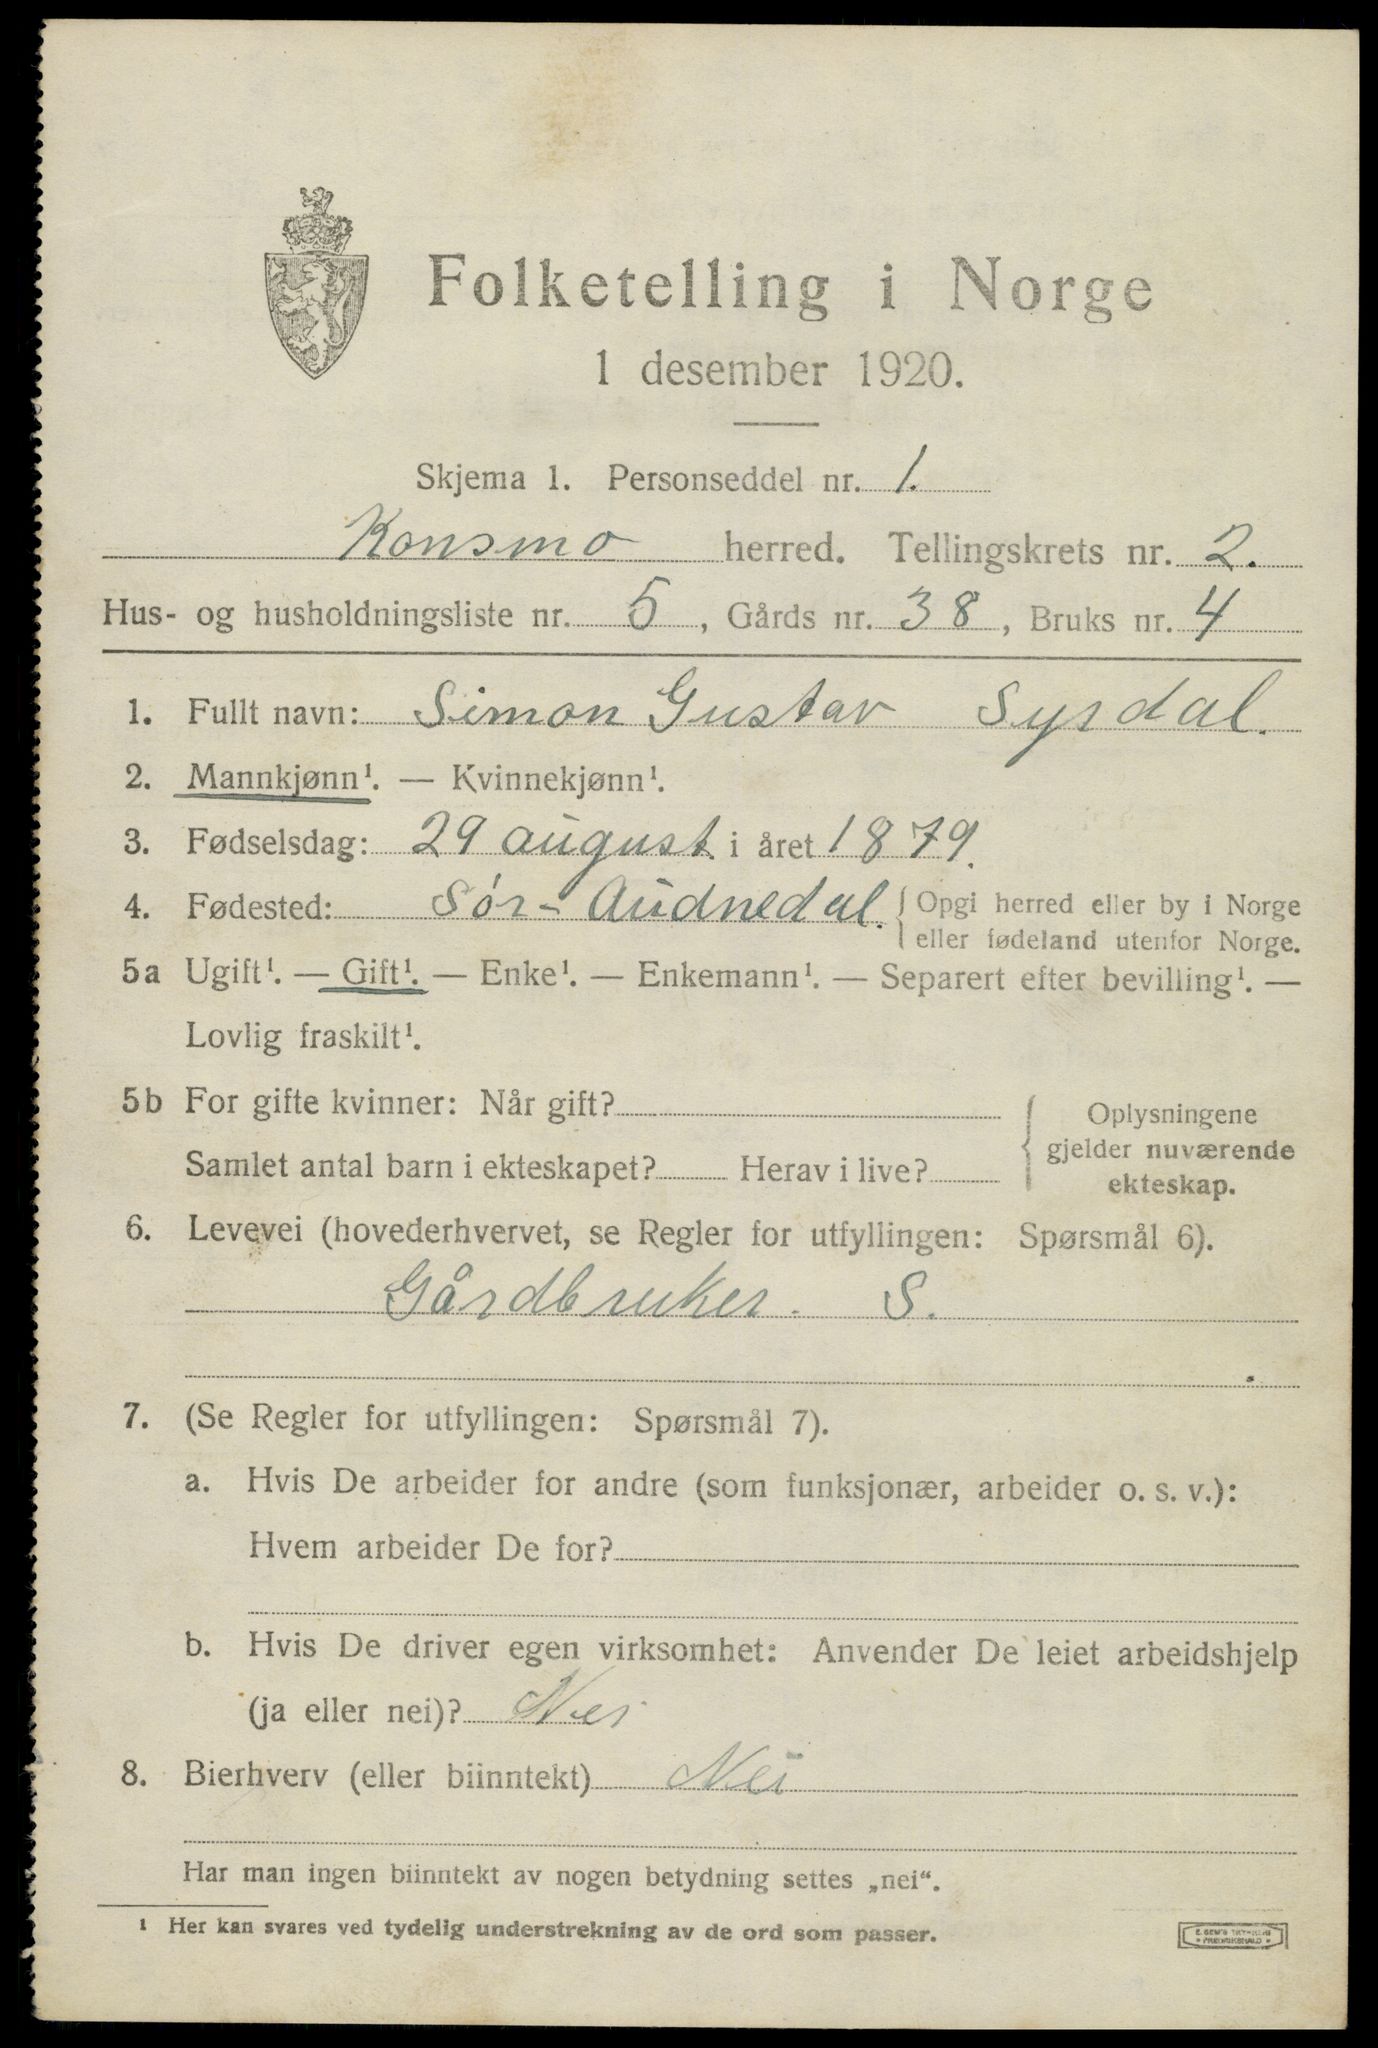 Folketelling i Norge
1 desember 1920.
Skjema 1. Personseddel nr. 1.
Konsmo herred. Tellingskrets nr. 2.
Hus- og husholdningsliste nr. 5, Gårds nr. 38, Bruks nr. 4
1. Fullt navn: Simon Gustav Syrdal.
2. Mannkjønn¹. — Kvinnekjønn¹.
3. Fødselsdag: 29 august i året 1879.
4. Fødested: Sør-Audnedal. { Opgi herred eller by i Norge
eller fødeland utenfor Norge.
5a Ugift¹. — Gift¹. — Enke¹. — Enkemann¹. — Separert efter bevilling¹. —
Lovlig fraskilt¹.
5b For gifte kvinner: Når gift?
Samlet antal barn i ekteskapet? Herav i live?
{ Oplysningene
gjelder nuværende
ekteskap.
6. Levevei (hovederhvervet, se Regler for utfyllingen: Spørsmål 6).
Gårdbruker. S.
7. (Se Regler for utfyllingen: Spørsmål 7).
a. Hvis De arbeider for andre (som funksjonær, arbeider o. s. v.):
Hvem arbeider De for?
b. Hvis De driver egen virksomhet: Anvender De leiet arbeidshjelp
(ja eller nei)? Nei
8. Bierhverv (eller biinntekt) Nei
Har man ingen biinntekt av nogen betydning settes „nei“.
¹ Her kan svares ved tydelig understrekning av de ord som passer.